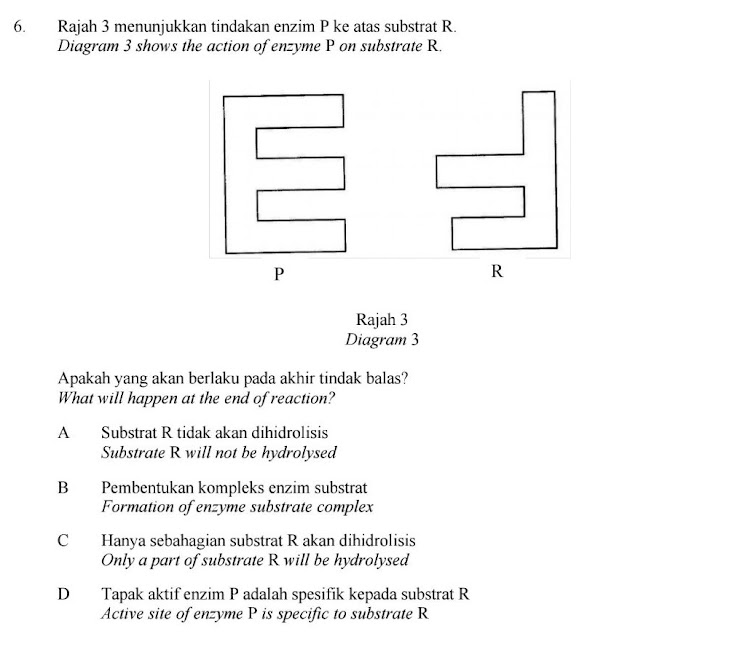 6. Rajah 3 menunjukkan tindakan enzim P ke atas substrat R.
Diagram 3 shows the action of enzyme P on substrate R.
P R
Rajah 3
Diagram 3
Apakah yang akan berlaku pada akhir tindak balas?
What will happen at the end of reaction?
A Substrat R tidak akan dihidrolisis
Substrate R will not be hydrolysed
B Pembentukan kompleks enzim substrat
Formation of enzyme substrate complex
C Hanya sebahagian substrat R akan dihidrolisis
Only a part of substrate R will be hydrolysed
D Tapak aktif enzim P adalah spesifik kepada substrat R
Active site of enzyme P is specific to substrate R